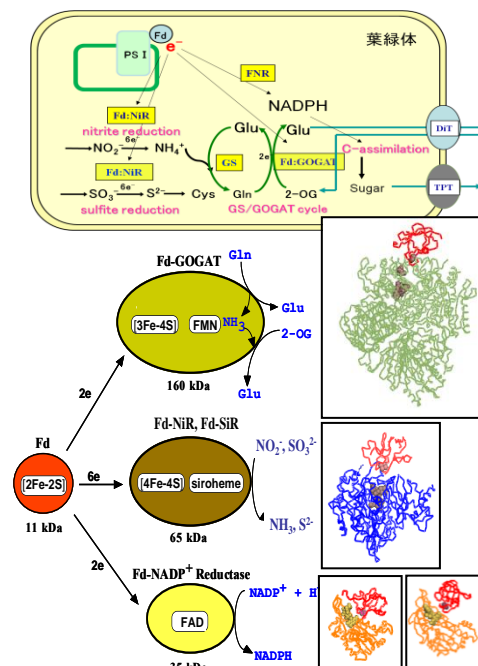 葉緑体
Fd
e⁻
PS I
FNR
NADPH
Fd:NiR
nitrite reduction
NO₂⁻ 6e⁻ NH₄⁺
Fd:NiR
SO₃⁻ 6e⁻ S²⁻ Cys
sulfite reduction
Glu
Glu
GS
2e
Fd:GOGAT
Gln
2-OG
GS/GOGAT cycle
C-assimilation
Sugar
DiT
TPT
Fd-GOGAT
Gln
[3Fe-4S] FMN NH₃
Glu
2-OG
Glu
160 kDa
2e
Fd
[2Fe-2S]
11 kDa
6e
Fd-NiR, Fd-SiR
NO₂⁻, SO₃²⁻
[4Fe-4S] siroheme
NH₃, S²⁻
65 kDa
2e
Fd-NADP⁺ Reductase
NADP⁺ + H
FAD
NADPH
35 kDa